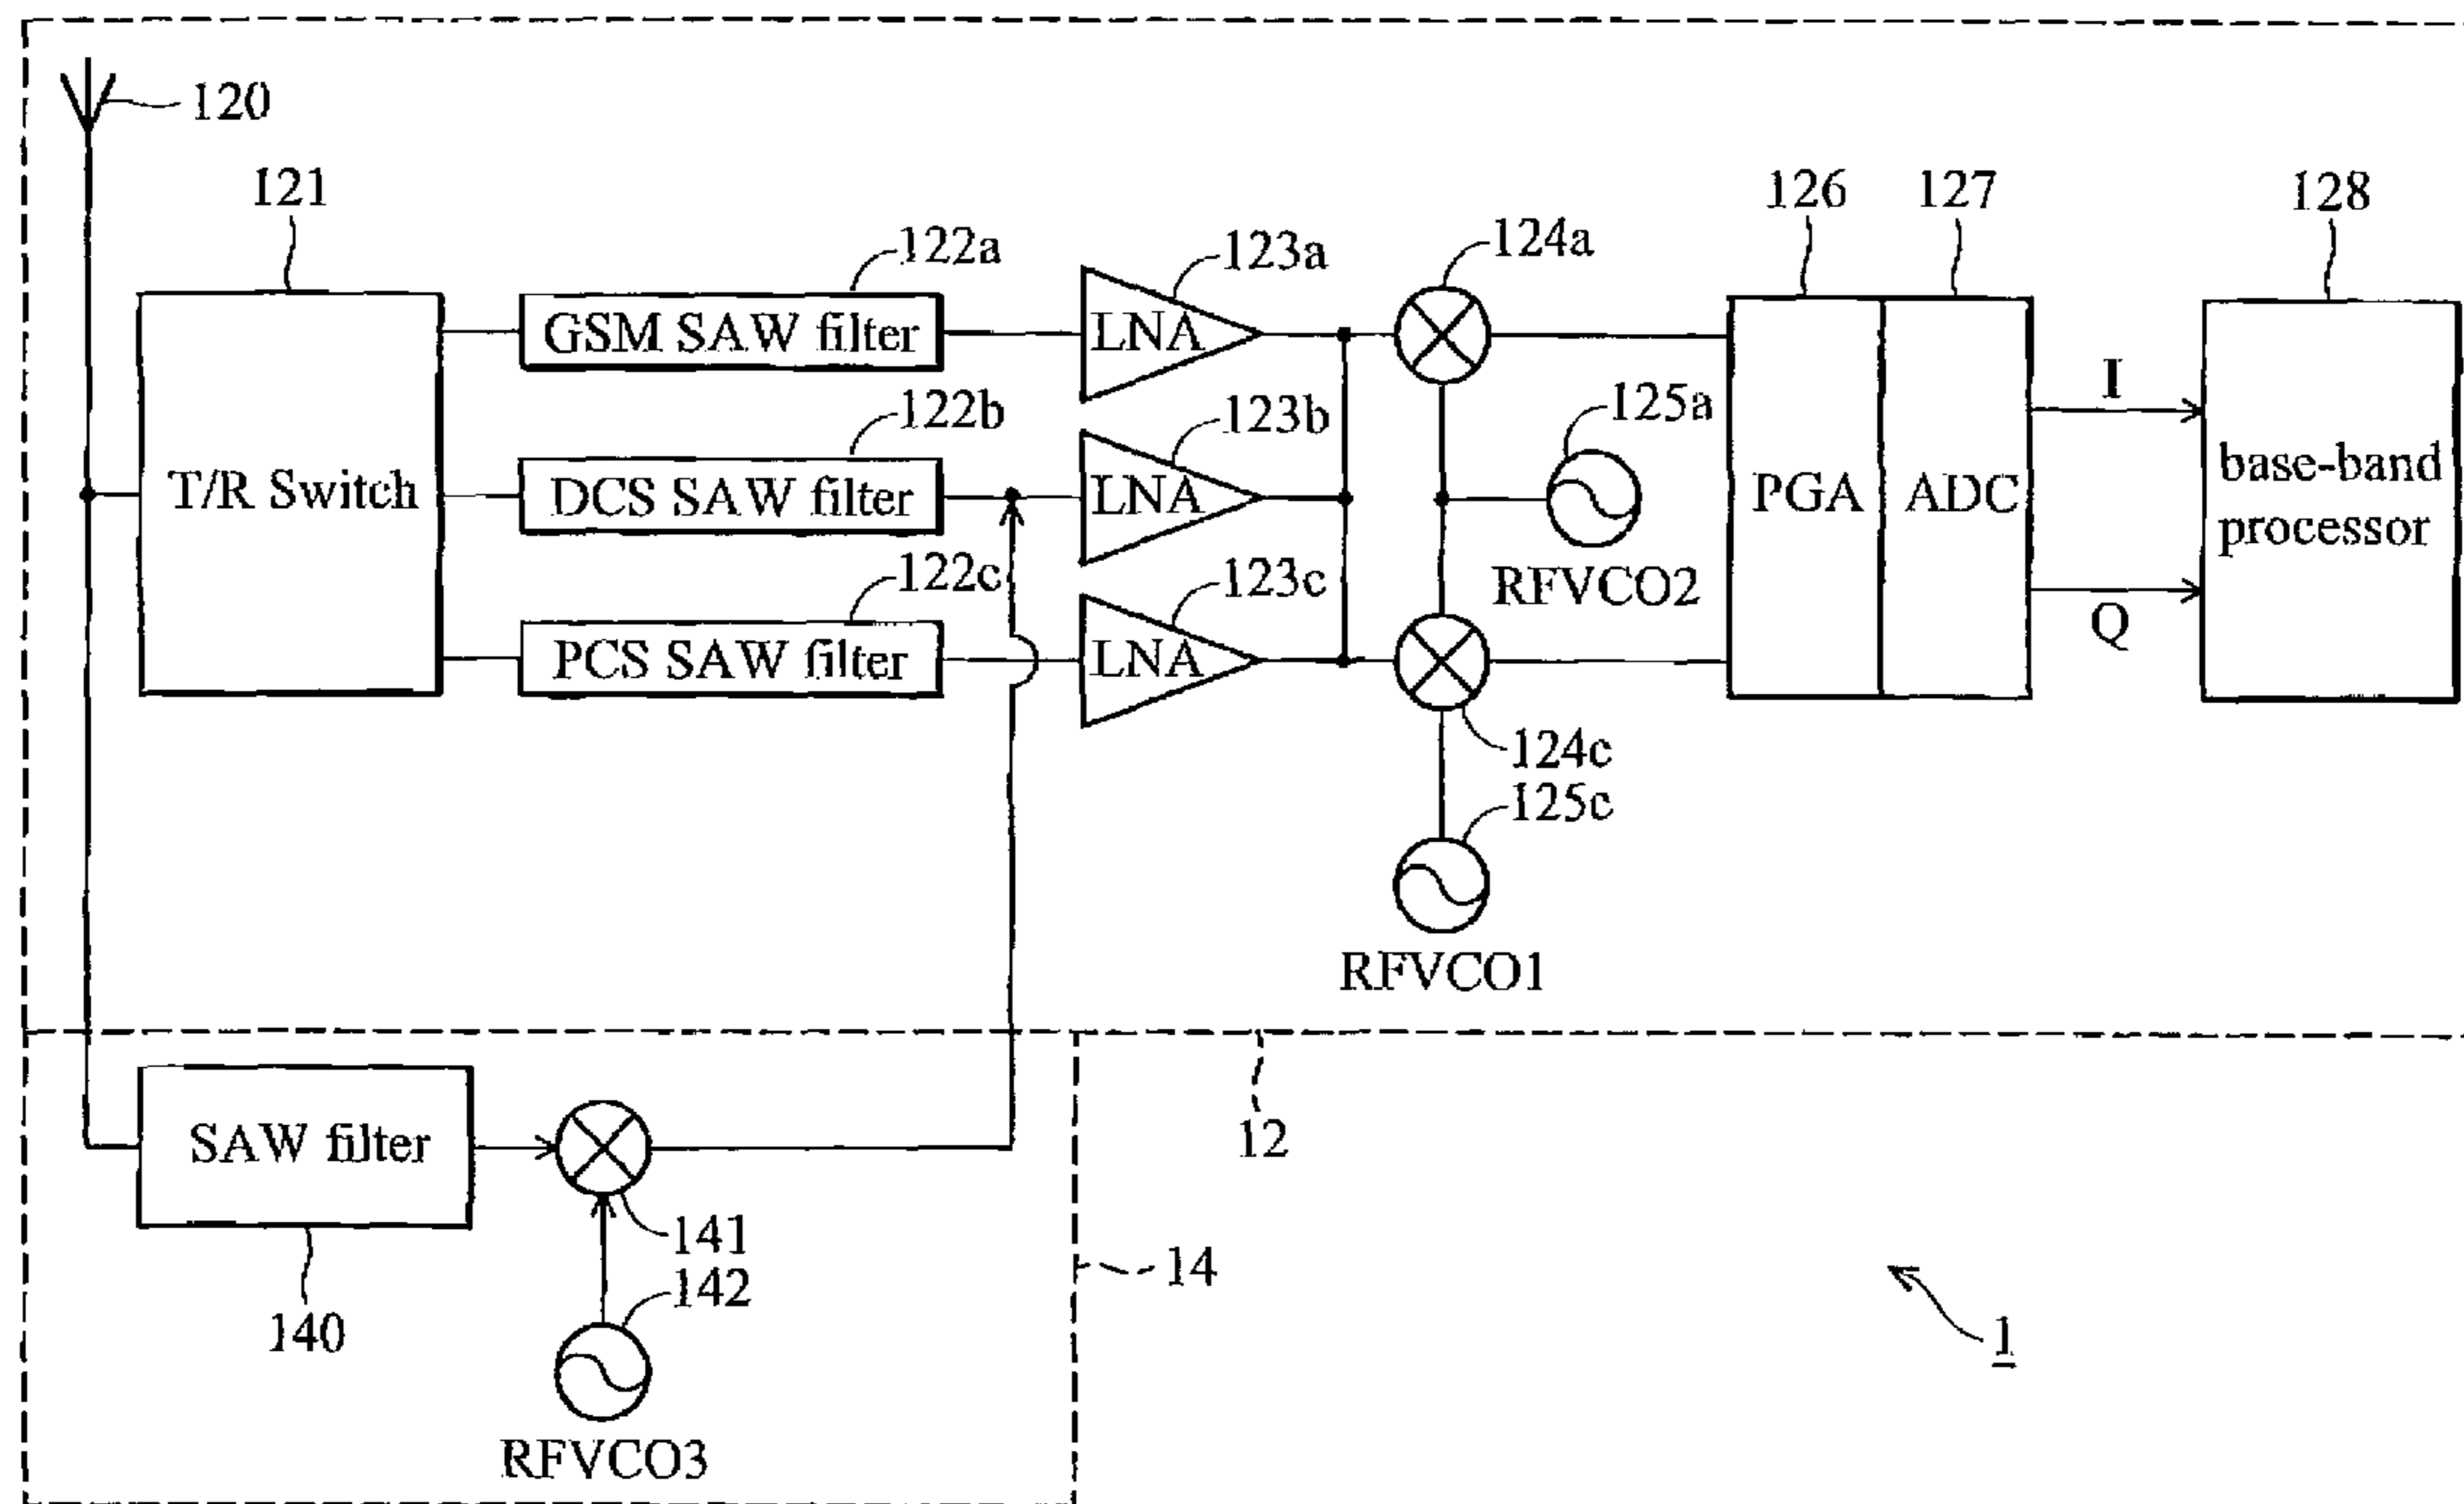 120
121
122a
123a
124a
126
127
128
GSM SAW filter
LNA
125a
I
122b
123b
T/R Switch
DCS SAW filter
LNA
PGA
ADC
base-band
processor
RFVCO2
122c
123c
Q
PCS SAW filter
LNA
124c
125c
RFVCO1
SAW filter
12
141
14
142
140
1
RFVCO3